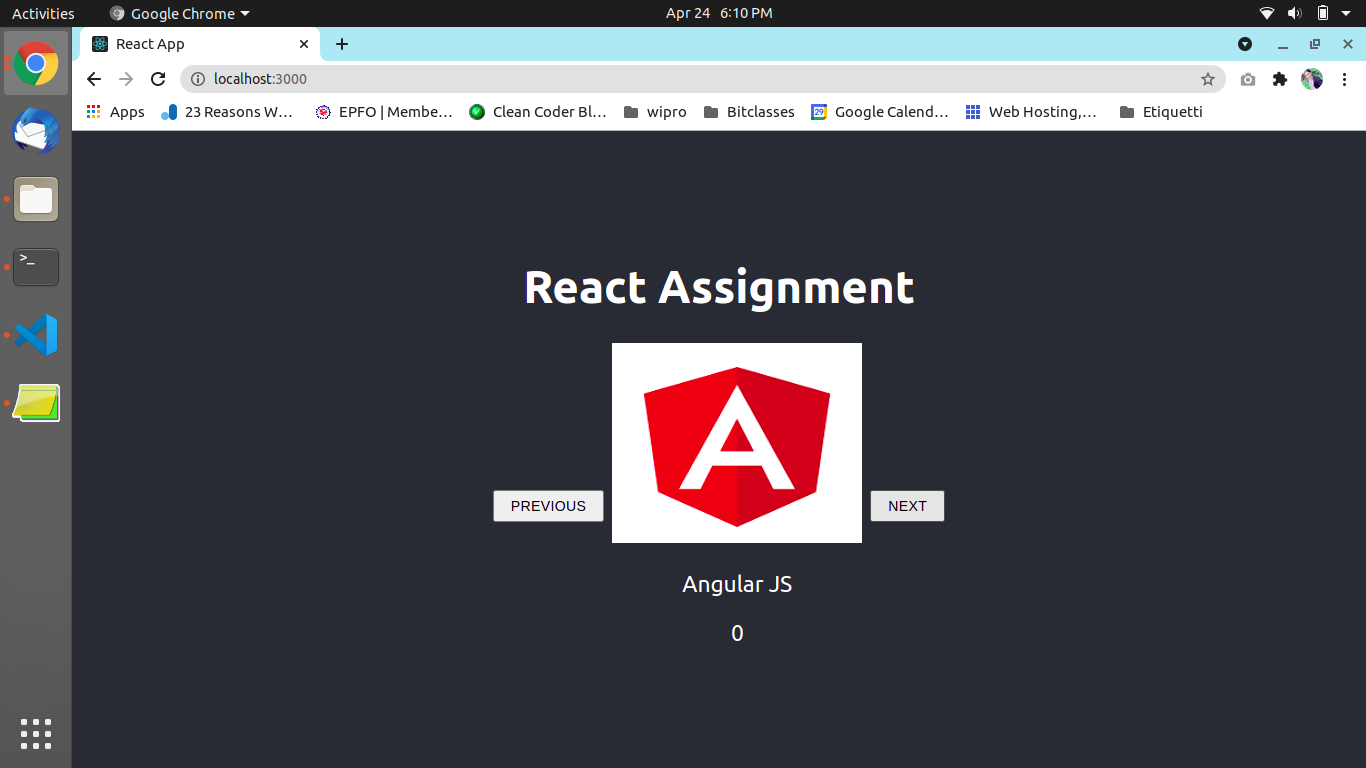 Activities
Google Chrome
Apr 24 6:10 PM
React App
localhost:3000
Apps
23 Reasons W…
EPFO | Membe…
Clean Coder Bl…
wipro
Bitclasses
29
Google Calend…
Web Hosting,…
Etiquetti
>_
React Assignment
A
PREVIOUS
NEXT
Angular JS
0